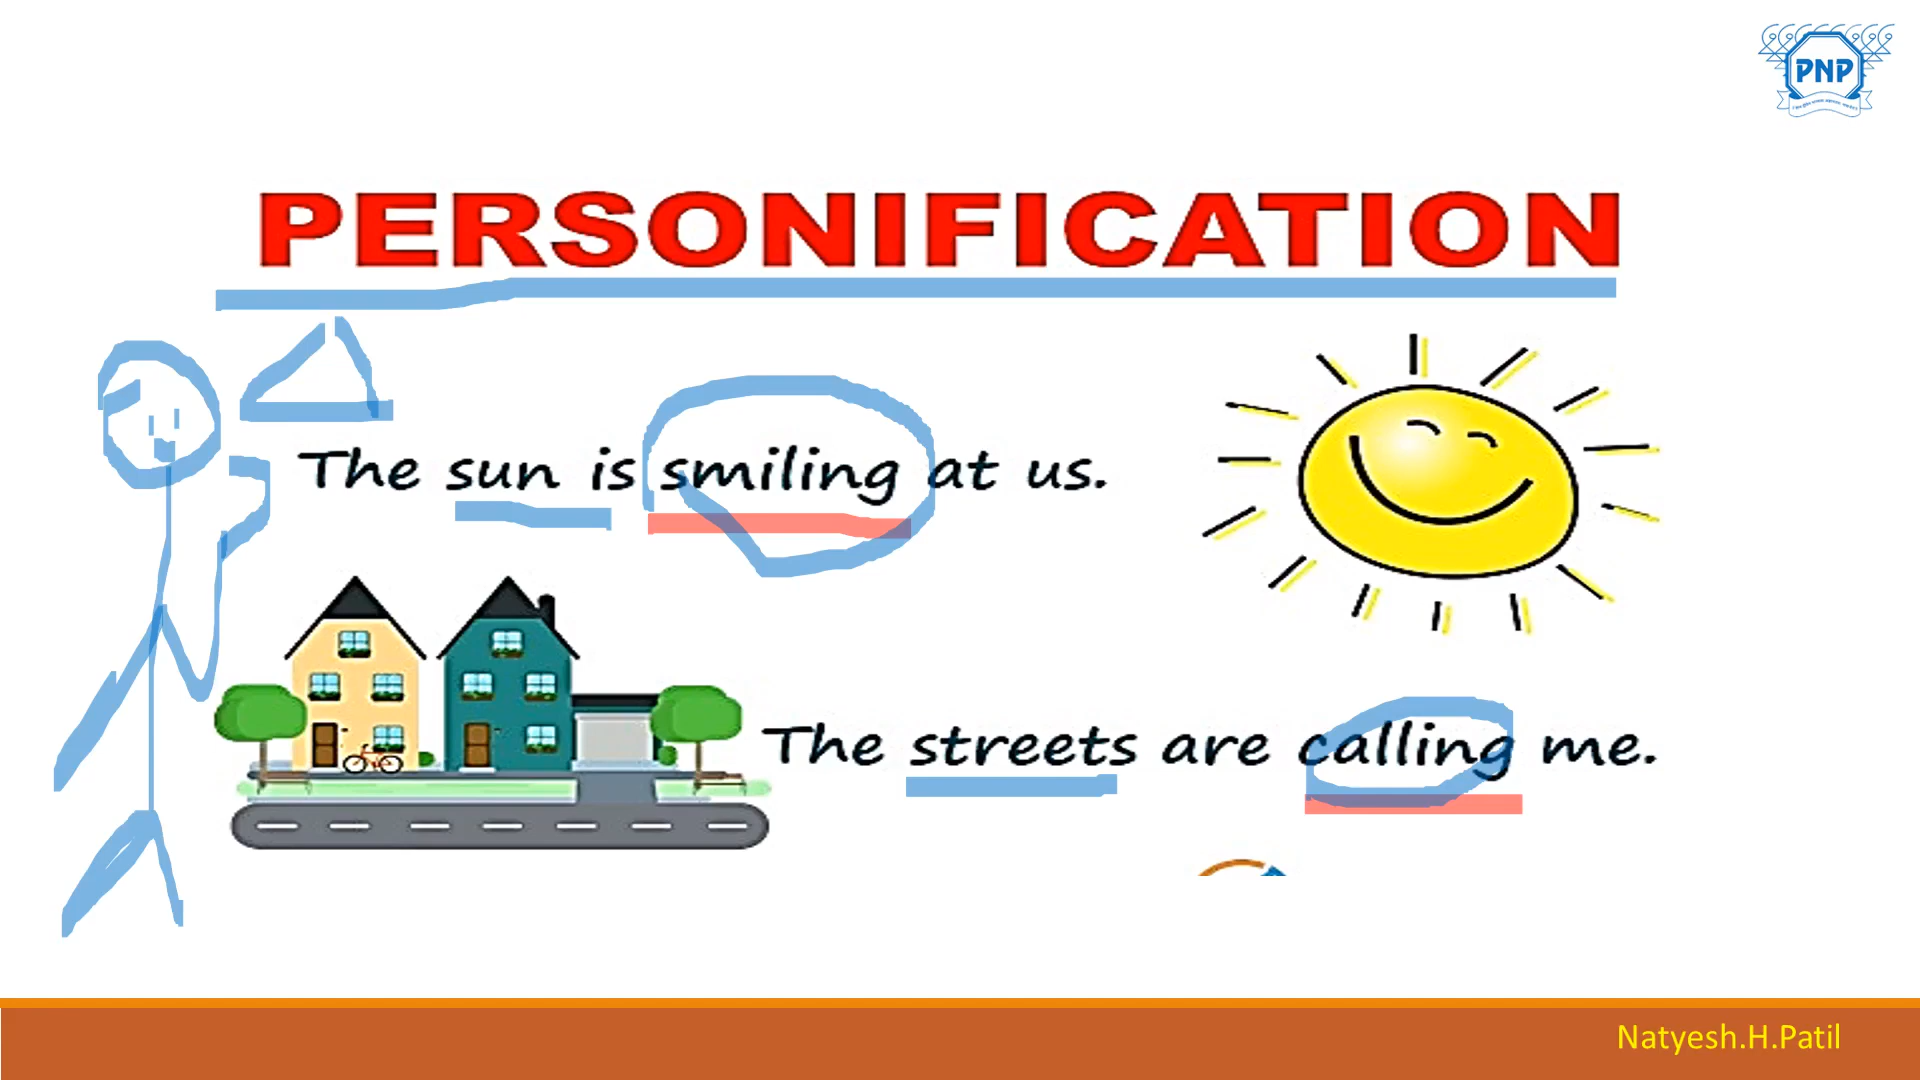 PNP
PERSONIFICATION
The sun is smiling at us.
The streets are calling me.
Natyesh.H.Patil